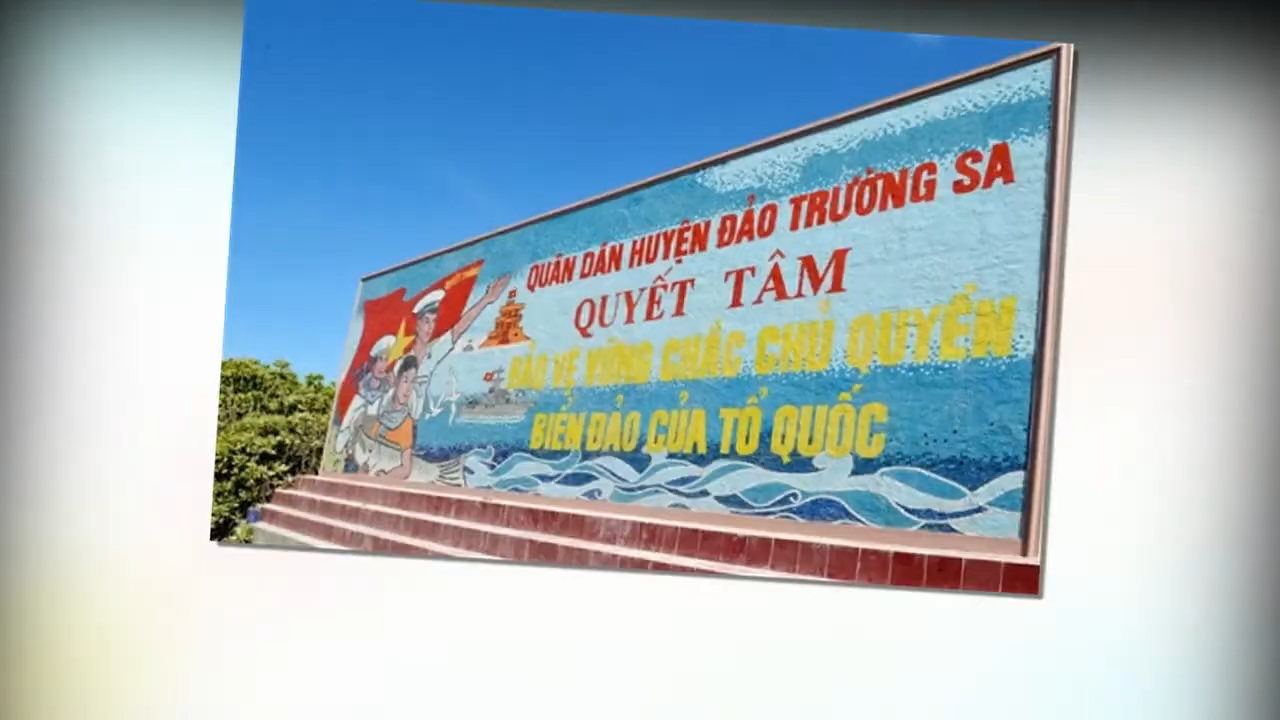 QUÂN DÂN HUYỆN ĐẢO TRƯỜNG SA
QUYẾT TÂM
BẢO VỆ VỮNG CHẮC CHỦ QUYỀN
BIỂN ĐẢO CỦA TỔ QUỐC